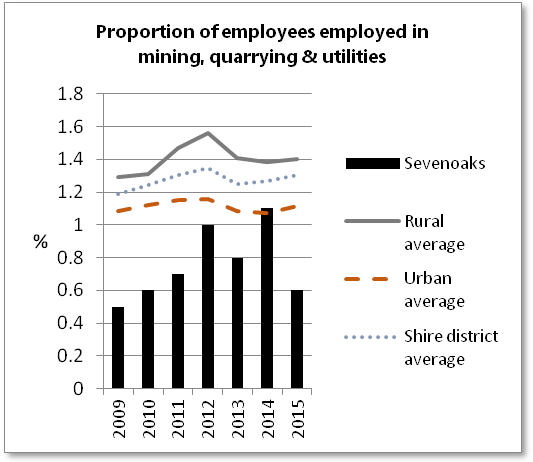 Proportion of employees employed in
mining, quarrying & utilities
1.8
1.6
1.4
1.2
1
0.8
0.6
0.4
0.2
0
%
2009
2010
2011
2012
2013
2014
2015
Sevenoaks
Rural
average
Urban
average
Shire district
average